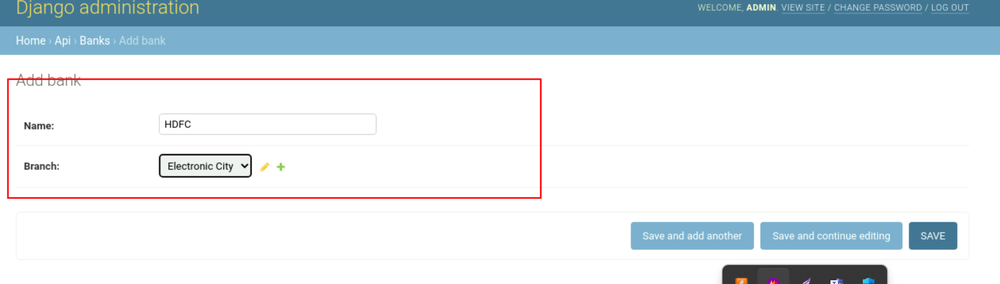 Django administration
WELCOME, ADMIN. VIEW SITE / CHANGE PASSWORD / LOG OUT
Home › Api › Banks › Add bank
Add bank
Name: HDFC
Branch: Electronic City
Save and add another Save and continue editing SAVE